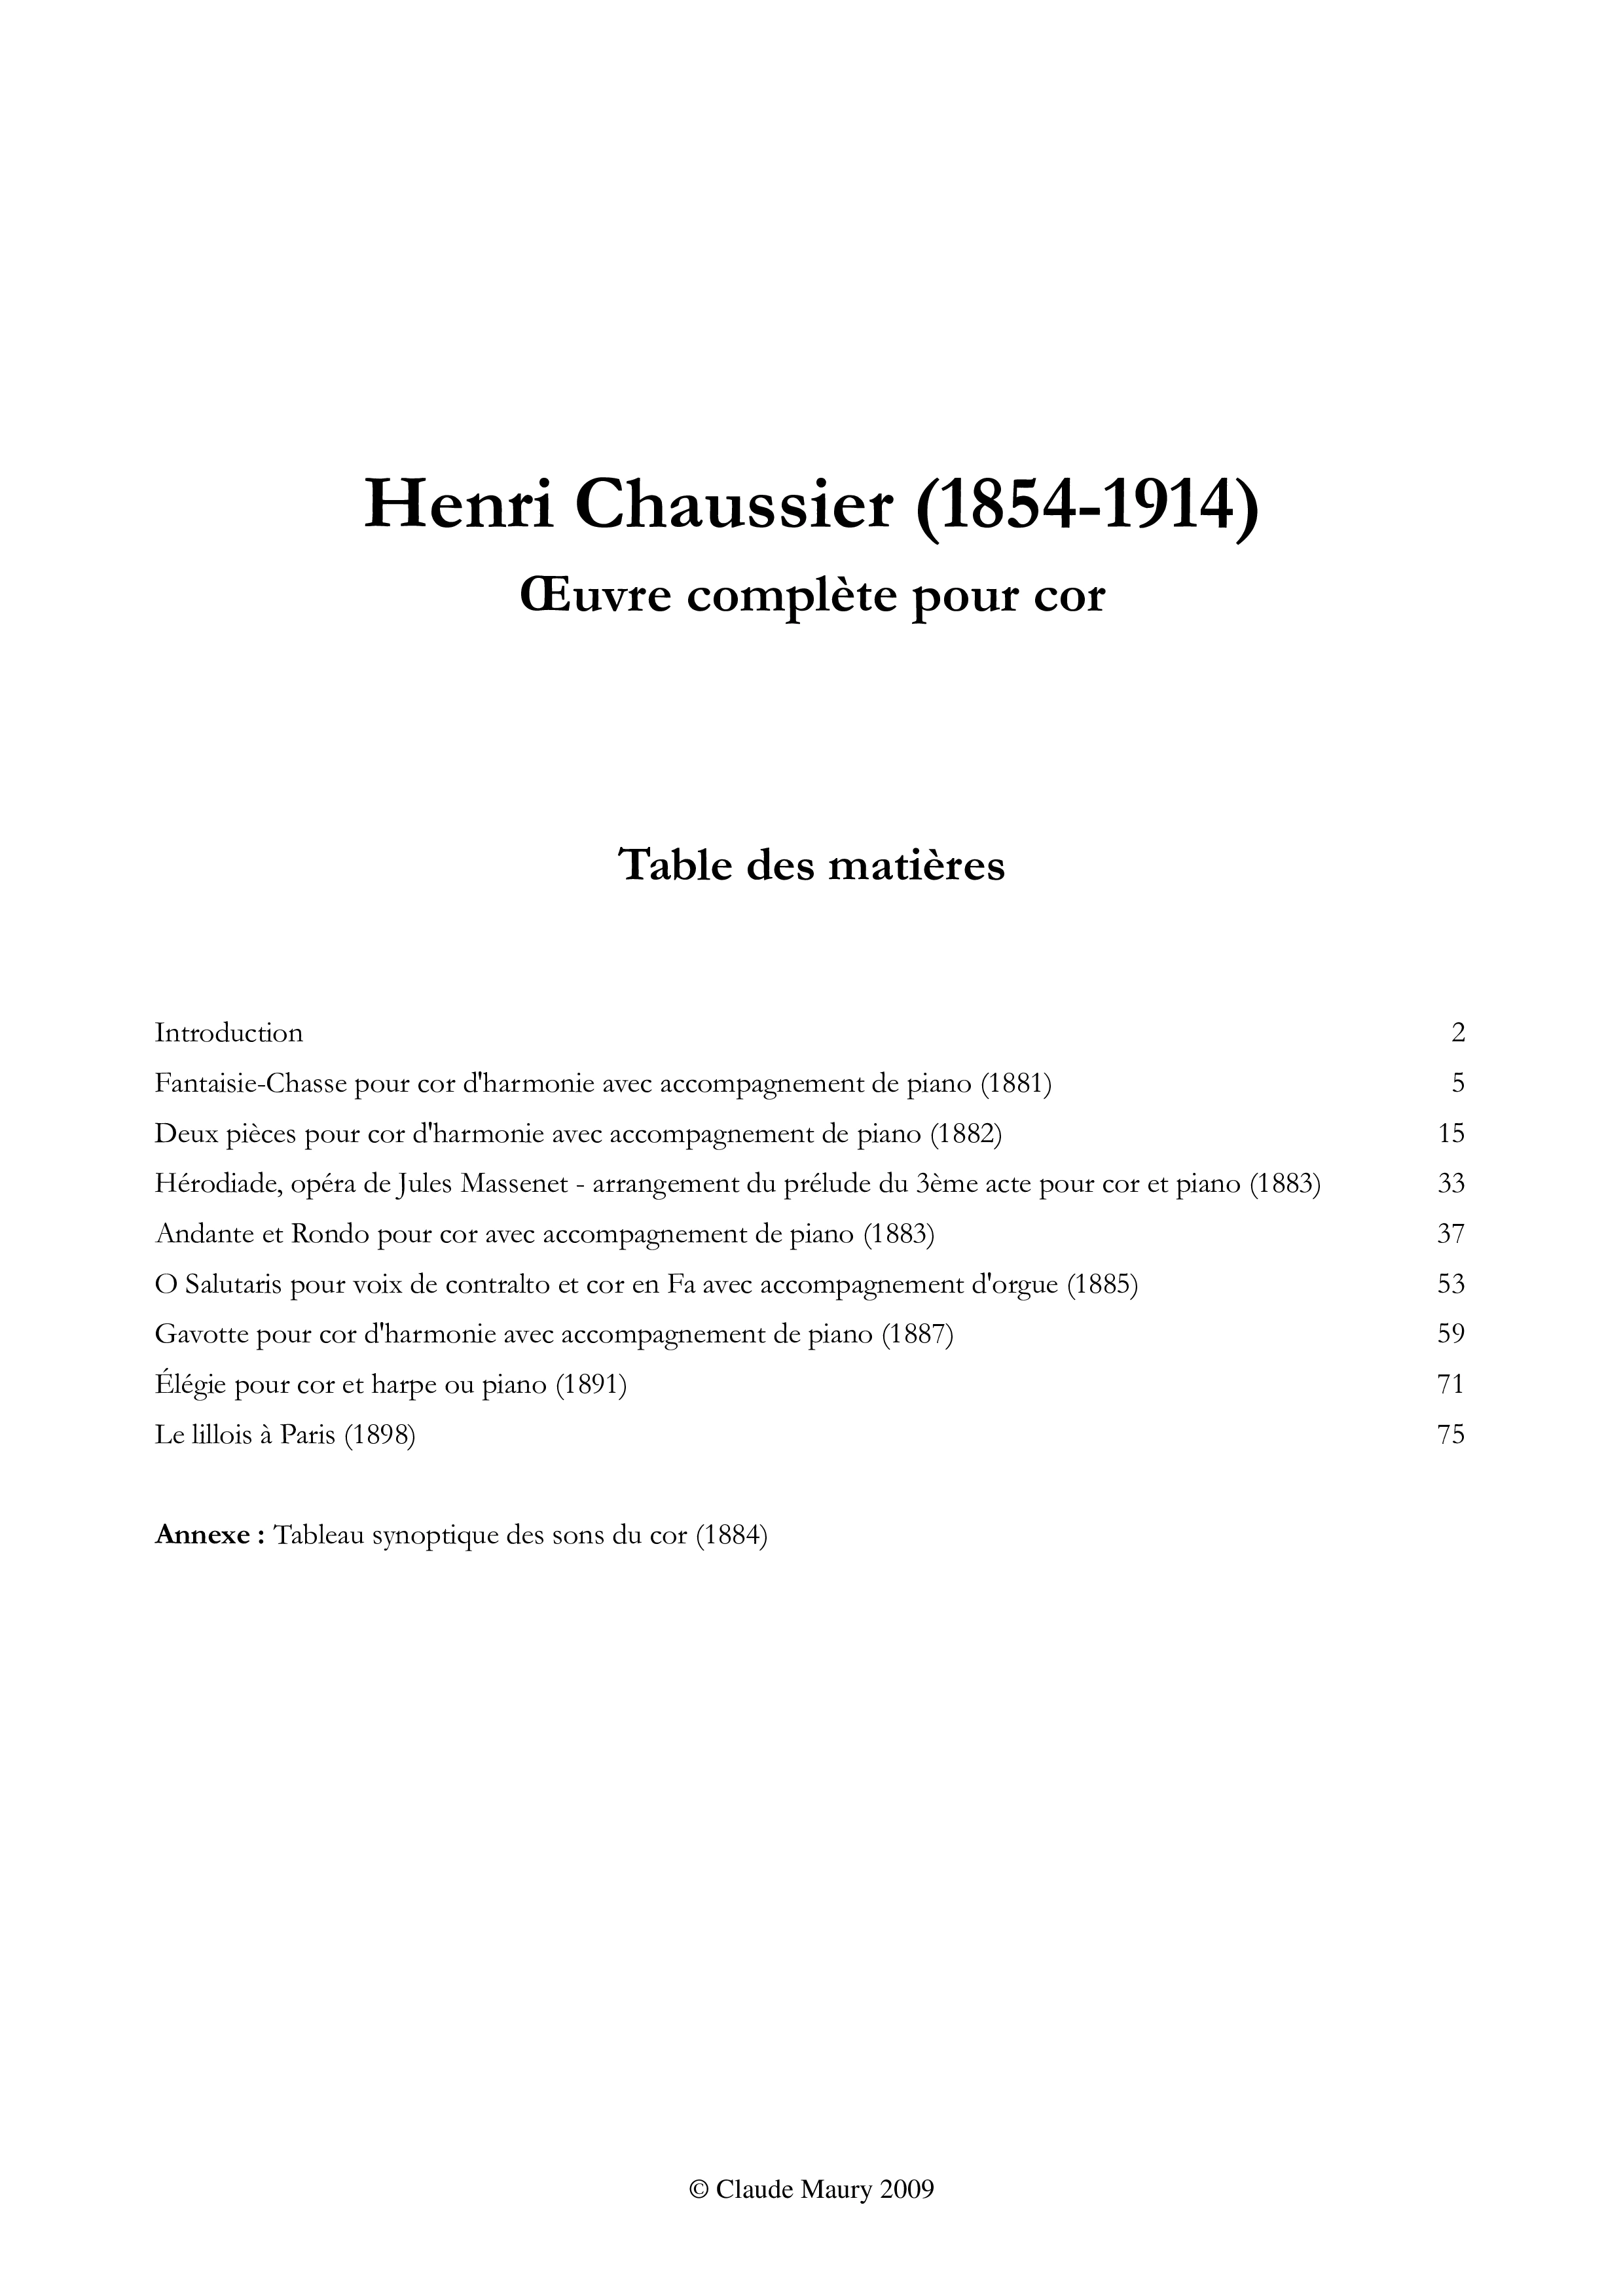 Henri Chaussier (1854-1914)
Œuvre complète pour cor
Table des matières
Introduction 2
Fantaisie-Chasse pour cor d'harmonie avec accompagnement de piano (1881) 5
Deux pièces pour cor d'harmonie avec accompagnement de piano (1882) 15
Hérodiade, opéra de Jules Massenet - arrangement du prélude du 3ème acte pour cor et piano (1883) 33
Andante et Rondo pour cor avec accompagnement de piano (1883) 37
O Salutaris pour voix de contralto et cor en Fa avec accompagnement d'orgue (1885) 53
Gavotte pour cor d'harmonie avec accompagnement de piano (1887) 59
Élégie pour cor et harpe ou piano (1891) 71
Le lillois à Paris (1898) 75
Annexe : Tableau synoptique des sons du cor (1884)
© Claude Maury 2009